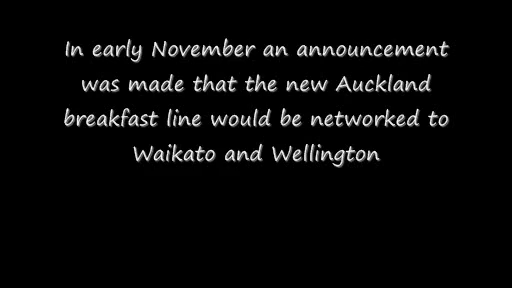 In early November an announcement
was made that the new Auckland
breakfast line would be networked to
Waikato and Wellington